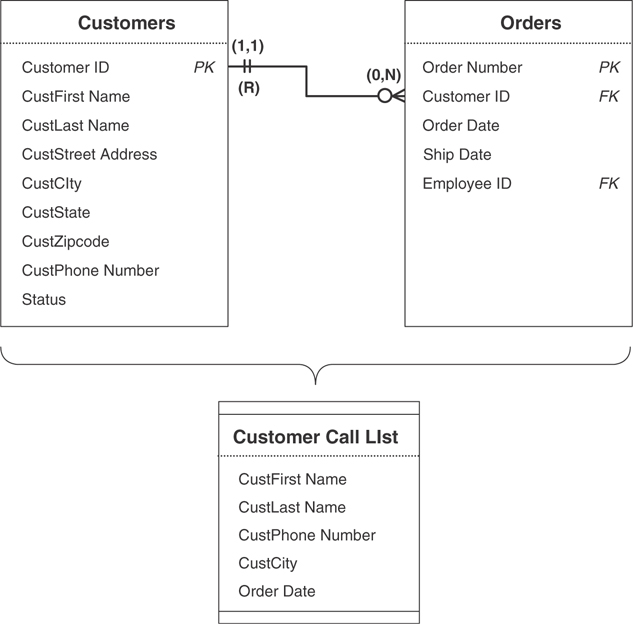 Customers
Customer ID PK
CustFirst Name
CustLast Name
CustStreet Address
CustCIty
CustState
CustZipcode
CustPhone Number
Status
(1,1)
(R)
(0,N)
Orders
Order Number PK
Customer ID FK
Order Date
Ship Date
Employee ID FK
Customer Call LIst
CustFirst Name
CustLast Name
CustPhone Number
CustCity
Order Date